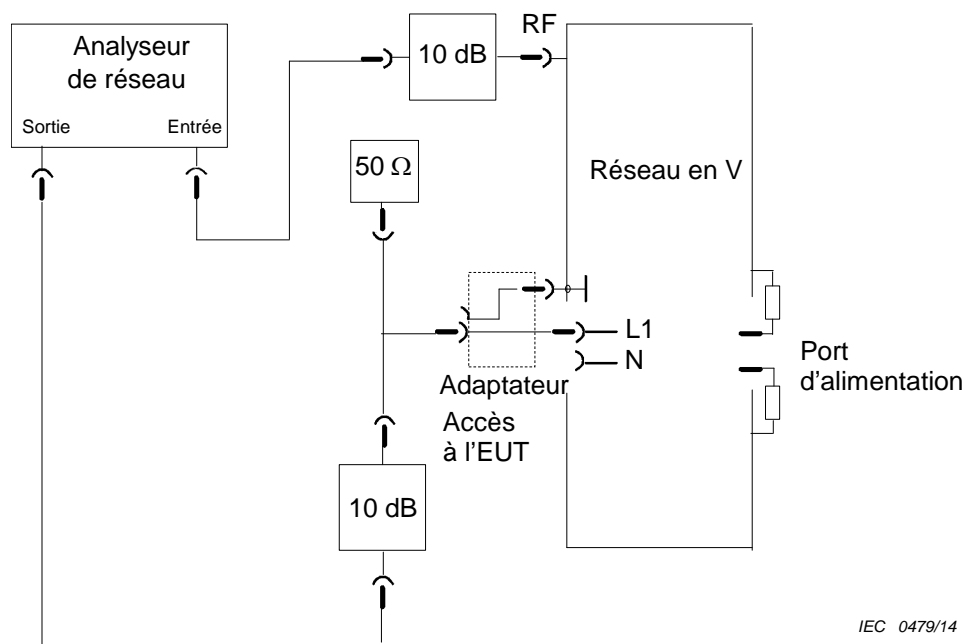 Analyseur
de réseau
Sortie
Entrée
10 dB
RF
50 Ω
Réseau en V
L1
N
Adaptateur
Accès
à l'EUT
Port
d'alimentation
10 dB
IEC 0479/14